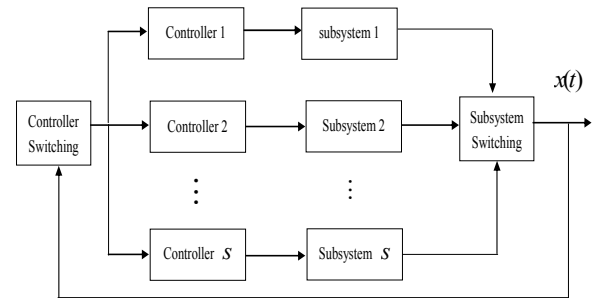 Controller 1
subsystem 1
x(t)
Controller
Switching
Controller 2
Subsystem 2
Subsystem
Switching
Controller S
Subsystem S